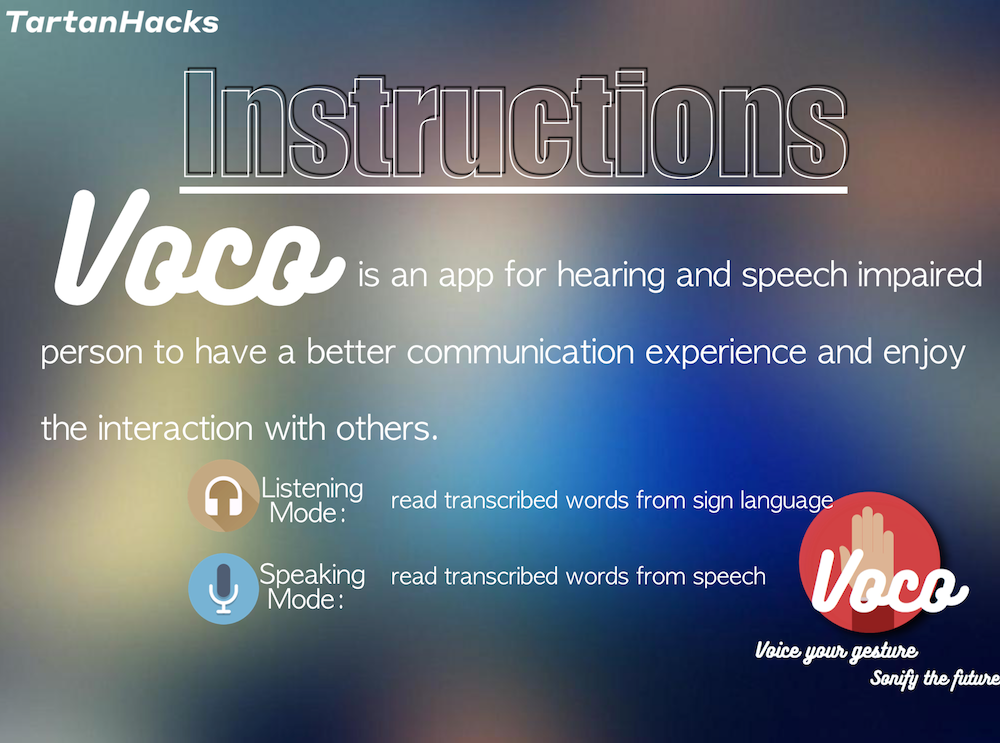 TartanHacks
Instructions
Voco is an app for hearing and speech impaired
person to have a better communication experience and enjoy
the interaction with others.
Listening
Mode: read transcribed words from sign language
Speaking
Mode: read transcribed words from speech
Voco
Voice your gesture
Sonify the future